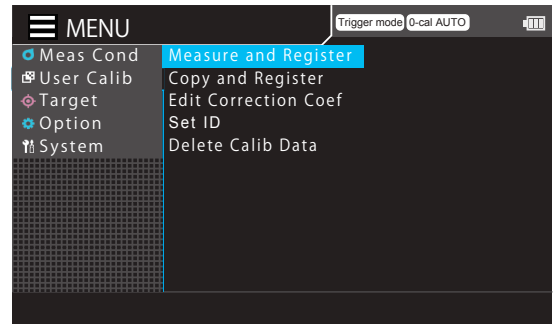 MENU
Trigger mode 0-cal AUTO
Meas Cond
User Calib
Target
Option
System
Measure and Register
Copy and Register
Edit Correction Coef
Set ID
Delete Calib Data